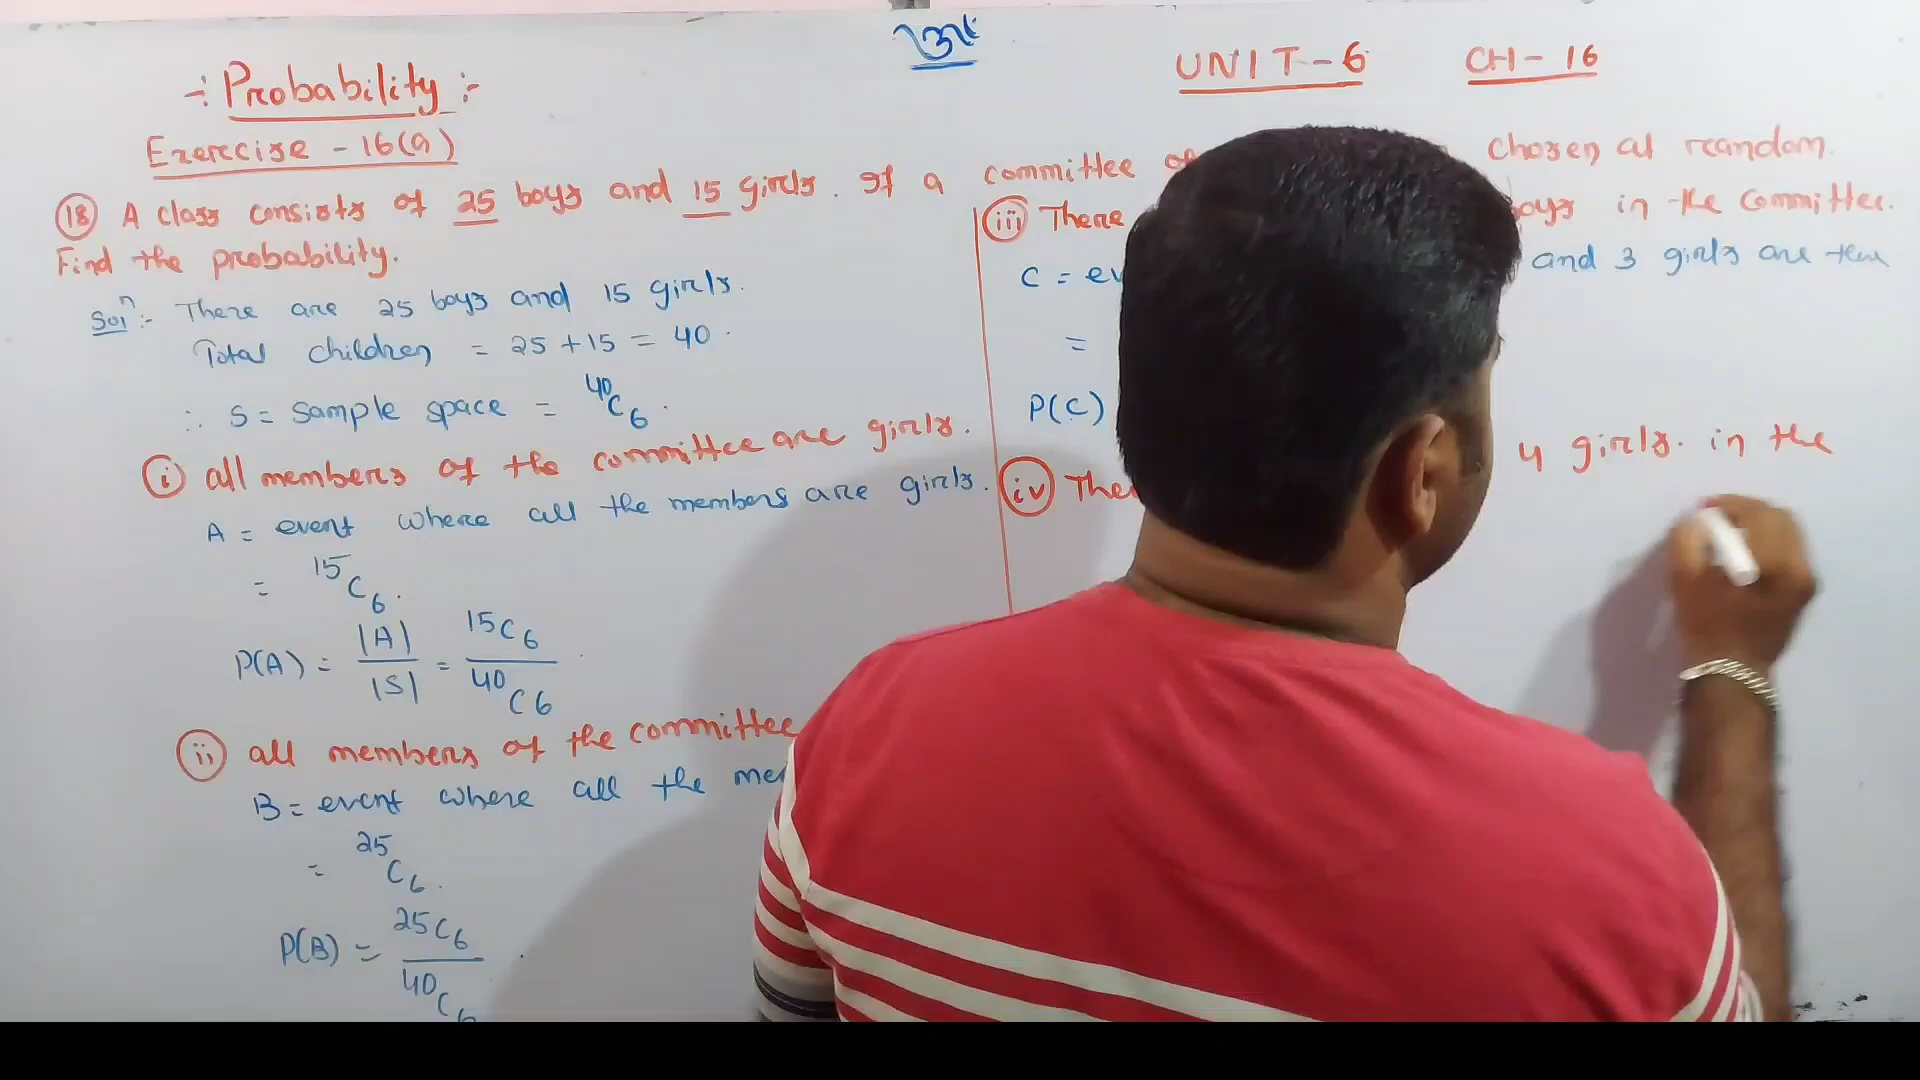 ॐ
-: Probability :-
UNIT-6 CH-16
Exercise - 16(a)
(18) A class consists of 25 boys and 15 girls. If a committee of chosen at random.
Find the probability.
Soln:- There are 25 boys and 15 girls.
Total children = 25 + 15 = 40.
∴ S = sample space = 40C6.
(i) all members of the committee are girls.
A = event where all the members are girls.
= 15C6.
P(A) = |A| / |S| = 15C6 / 40C6
(ii) all members of the committee
B = event where all the
= 25C6.
P(B) = 25C6 / 40C6
(iii) There boys in the committee.
C = and 3 girls are there
=
P(C)
(iv) 4 girls. in the